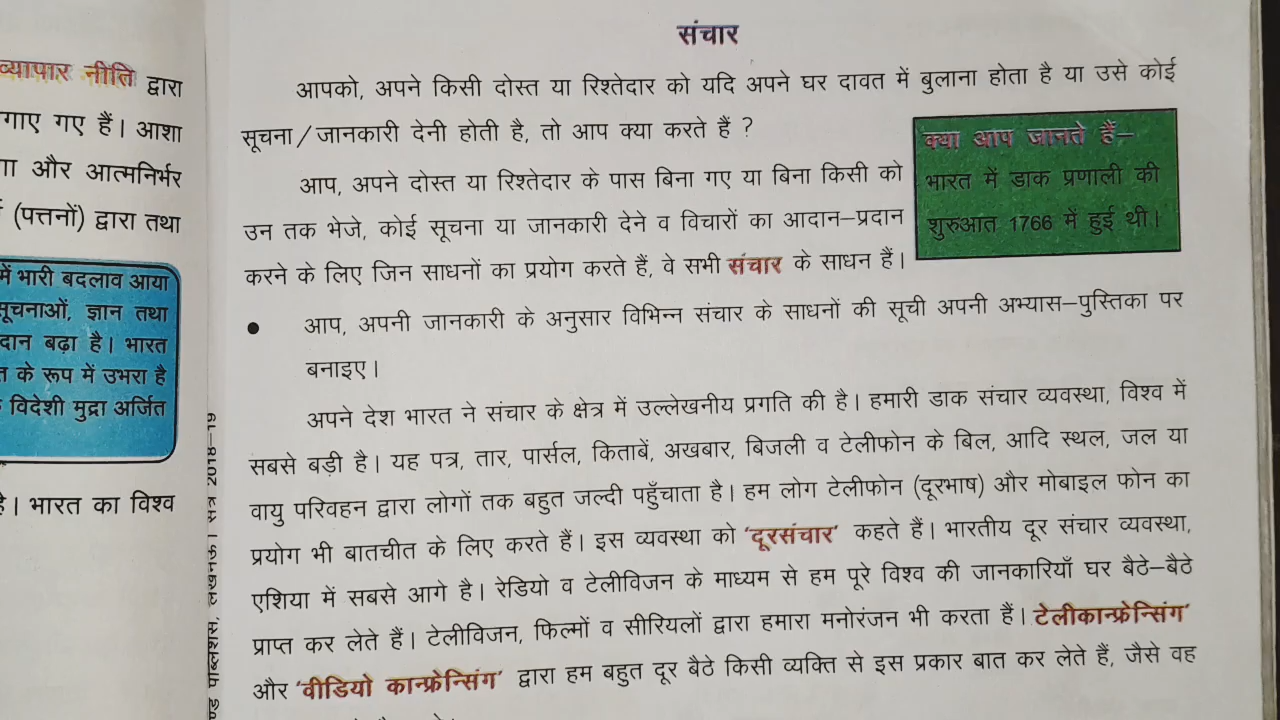 व्यापार नीति द्वारा
गाए गए हैं। आशा
और आत्मनिर्भर
(पत्तनों) द्वारा तथा
में भारी बदलाव आया
सूचनाओं, ज्ञान तथा
दान बढ़ा है। भारत
के रूप में उभरा है
विदेशी मुद्रा अर्जित
है। भारत का विश्व
लखनऊ। सत्र 2018–19
संचार
आपको, अपने किसी दोस्त या रिश्तेदार को यदि अपने घर दावत में बुलाना होता है या उसे कोई
सूचना/जानकारी देनी होती है, तो आप क्या करते हैं ?
क्या आप जानते हैं–
भारत में डाक प्रणाली की
शुरुआत 1766 में हुई थी।
आप, अपने दोस्त या रिश्तेदार के पास बिना गए या बिना किसी को
उन तक भेजे, कोई सूचना या जानकारी देने व विचारों का आदान–प्रदान
करने के लिए जिन साधनों का प्रयोग करते हैं, वे सभी संचार के साधन हैं।
● आप, अपनी जानकारी के अनुसार विभिन्न संचार के साधनों की सूची अपनी अभ्यास–पुस्तिका पर
बनाइए।
अपने देश भारत ने संचार के क्षेत्र में उल्लेखनीय प्रगति की है। हमारी डाक संचार व्यवस्था, विश्व में
सबसे बड़ी है। यह पत्र, तार, पार्सल, किताबें, अखबार, बिजली व टेलीफोन के बिल, आदि स्थल, जल या
वायु परिवहन द्वारा लोगों तक बहुत जल्दी पहुँचाता है। हम लोग टेलीफोन (दूरभाष) और मोबाइल फोन का
प्रयोग भी बातचीत के लिए करते हैं। इस व्यवस्था को 'दूरसंचार' कहते हैं। भारतीय दूर संचार व्यवस्था,
एशिया में सबसे आगे है। रेडियो व टेलीविजन के माध्यम से हम पूरे विश्व की जानकारियाँ घर बैठे–बैठे
प्राप्त कर लेते हैं। टेलीविजन, फिल्मों व सीरियलों द्वारा हमारा मनोरंजन भी करता हैं। टेलीकान्फ्रेन्सिंग'
और 'वीडियो कान्फ्रेन्सिंग' द्वारा हम बहुत दूर बैठे किसी व्यक्ति से इस प्रकार बात कर लेते हैं, जैसे वह